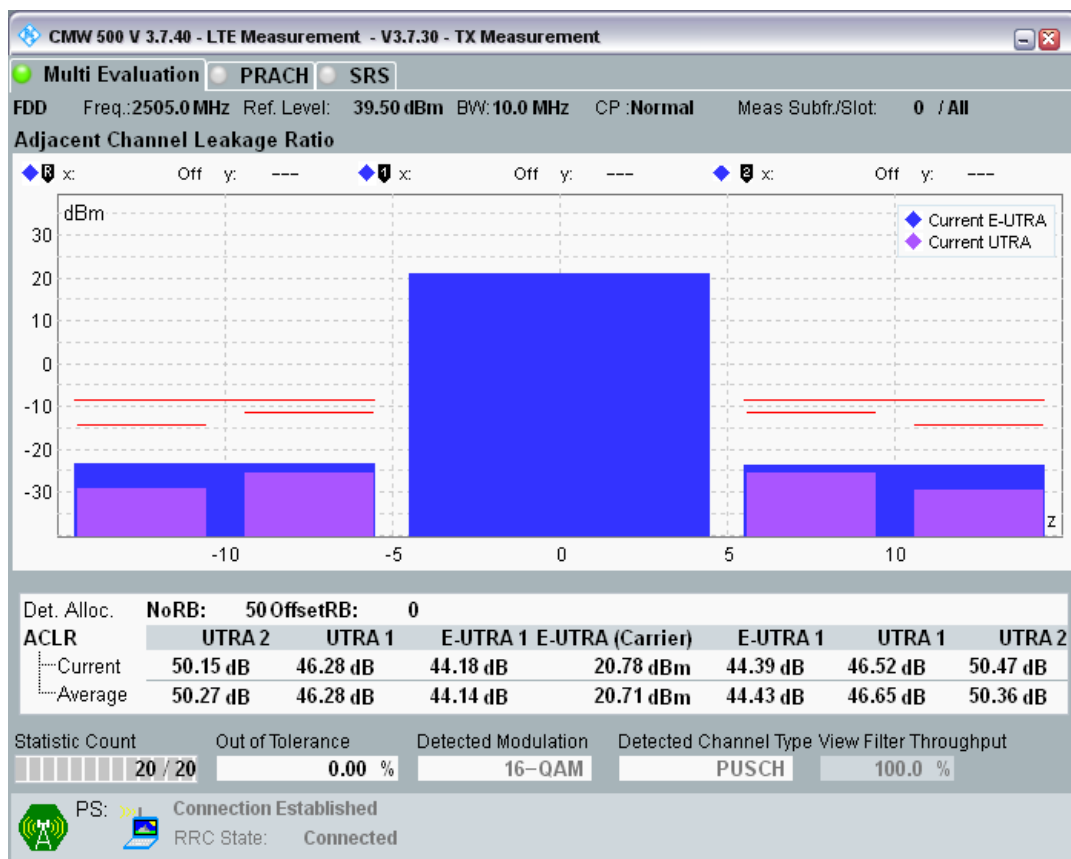 CMW 500 V 3.7.40 - LTE Measurement - V3.7.30 - TX Measurement
Multi Evaluation PRACH SRS
FDD Freq.:2505.0 MHz Ref. Level: 39.50 dBm BW:10.0 MHz CP :Normal Meas Subfr./Slot: 0 / All
Adjacent Channel Leakage Ratio
R x: Off y: --- 1 x: Off y: --- 2 x: Off y: ---
dBm
Current E-UTRA
Current UTRA
30
20
10
0
-10
-20
-30
z
-10 -5 0 5 10
Det. Alloc. NoRB: 50 OffsetRB: 0
ACLR UTRA 2 UTRA 1 E-UTRA 1 E-UTRA (Carrier) E-UTRA 1 UTRA 1 UTRA 2
Current 50.15 dB 46.28 dB 44.18 dB 20.78 dBm 44.39 dB 46.52 dB 50.47 dB
Average 50.27 dB 46.28 dB 44.14 dB 20.71 dBm 44.43 dB 46.65 dB 50.36 dB
Statistic Count Out of Tolerance Detected Modulation Detected Channel Type View Filter Throughput
20 / 20 0.00 % 16-QAM PUSCH 100.0 %
PS: Connection Established
RRC State: Connected